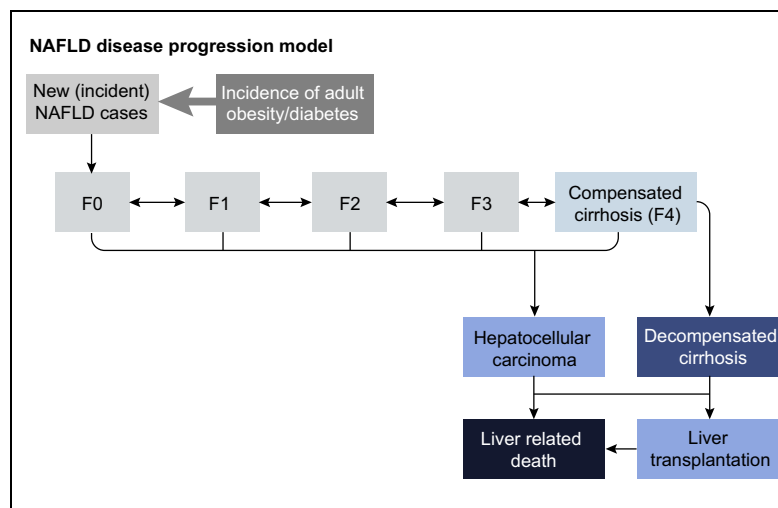 NAFLD disease progression model
New (incident)
NAFLD cases
Incidence of adult
obesity/diabetes
F0
F1
F2
F3
Compensated
cirrhosis (F4)
Hepatocellular
carcinoma
Decompensated
cirrhosis
Liver related
death
Liver
transplantation